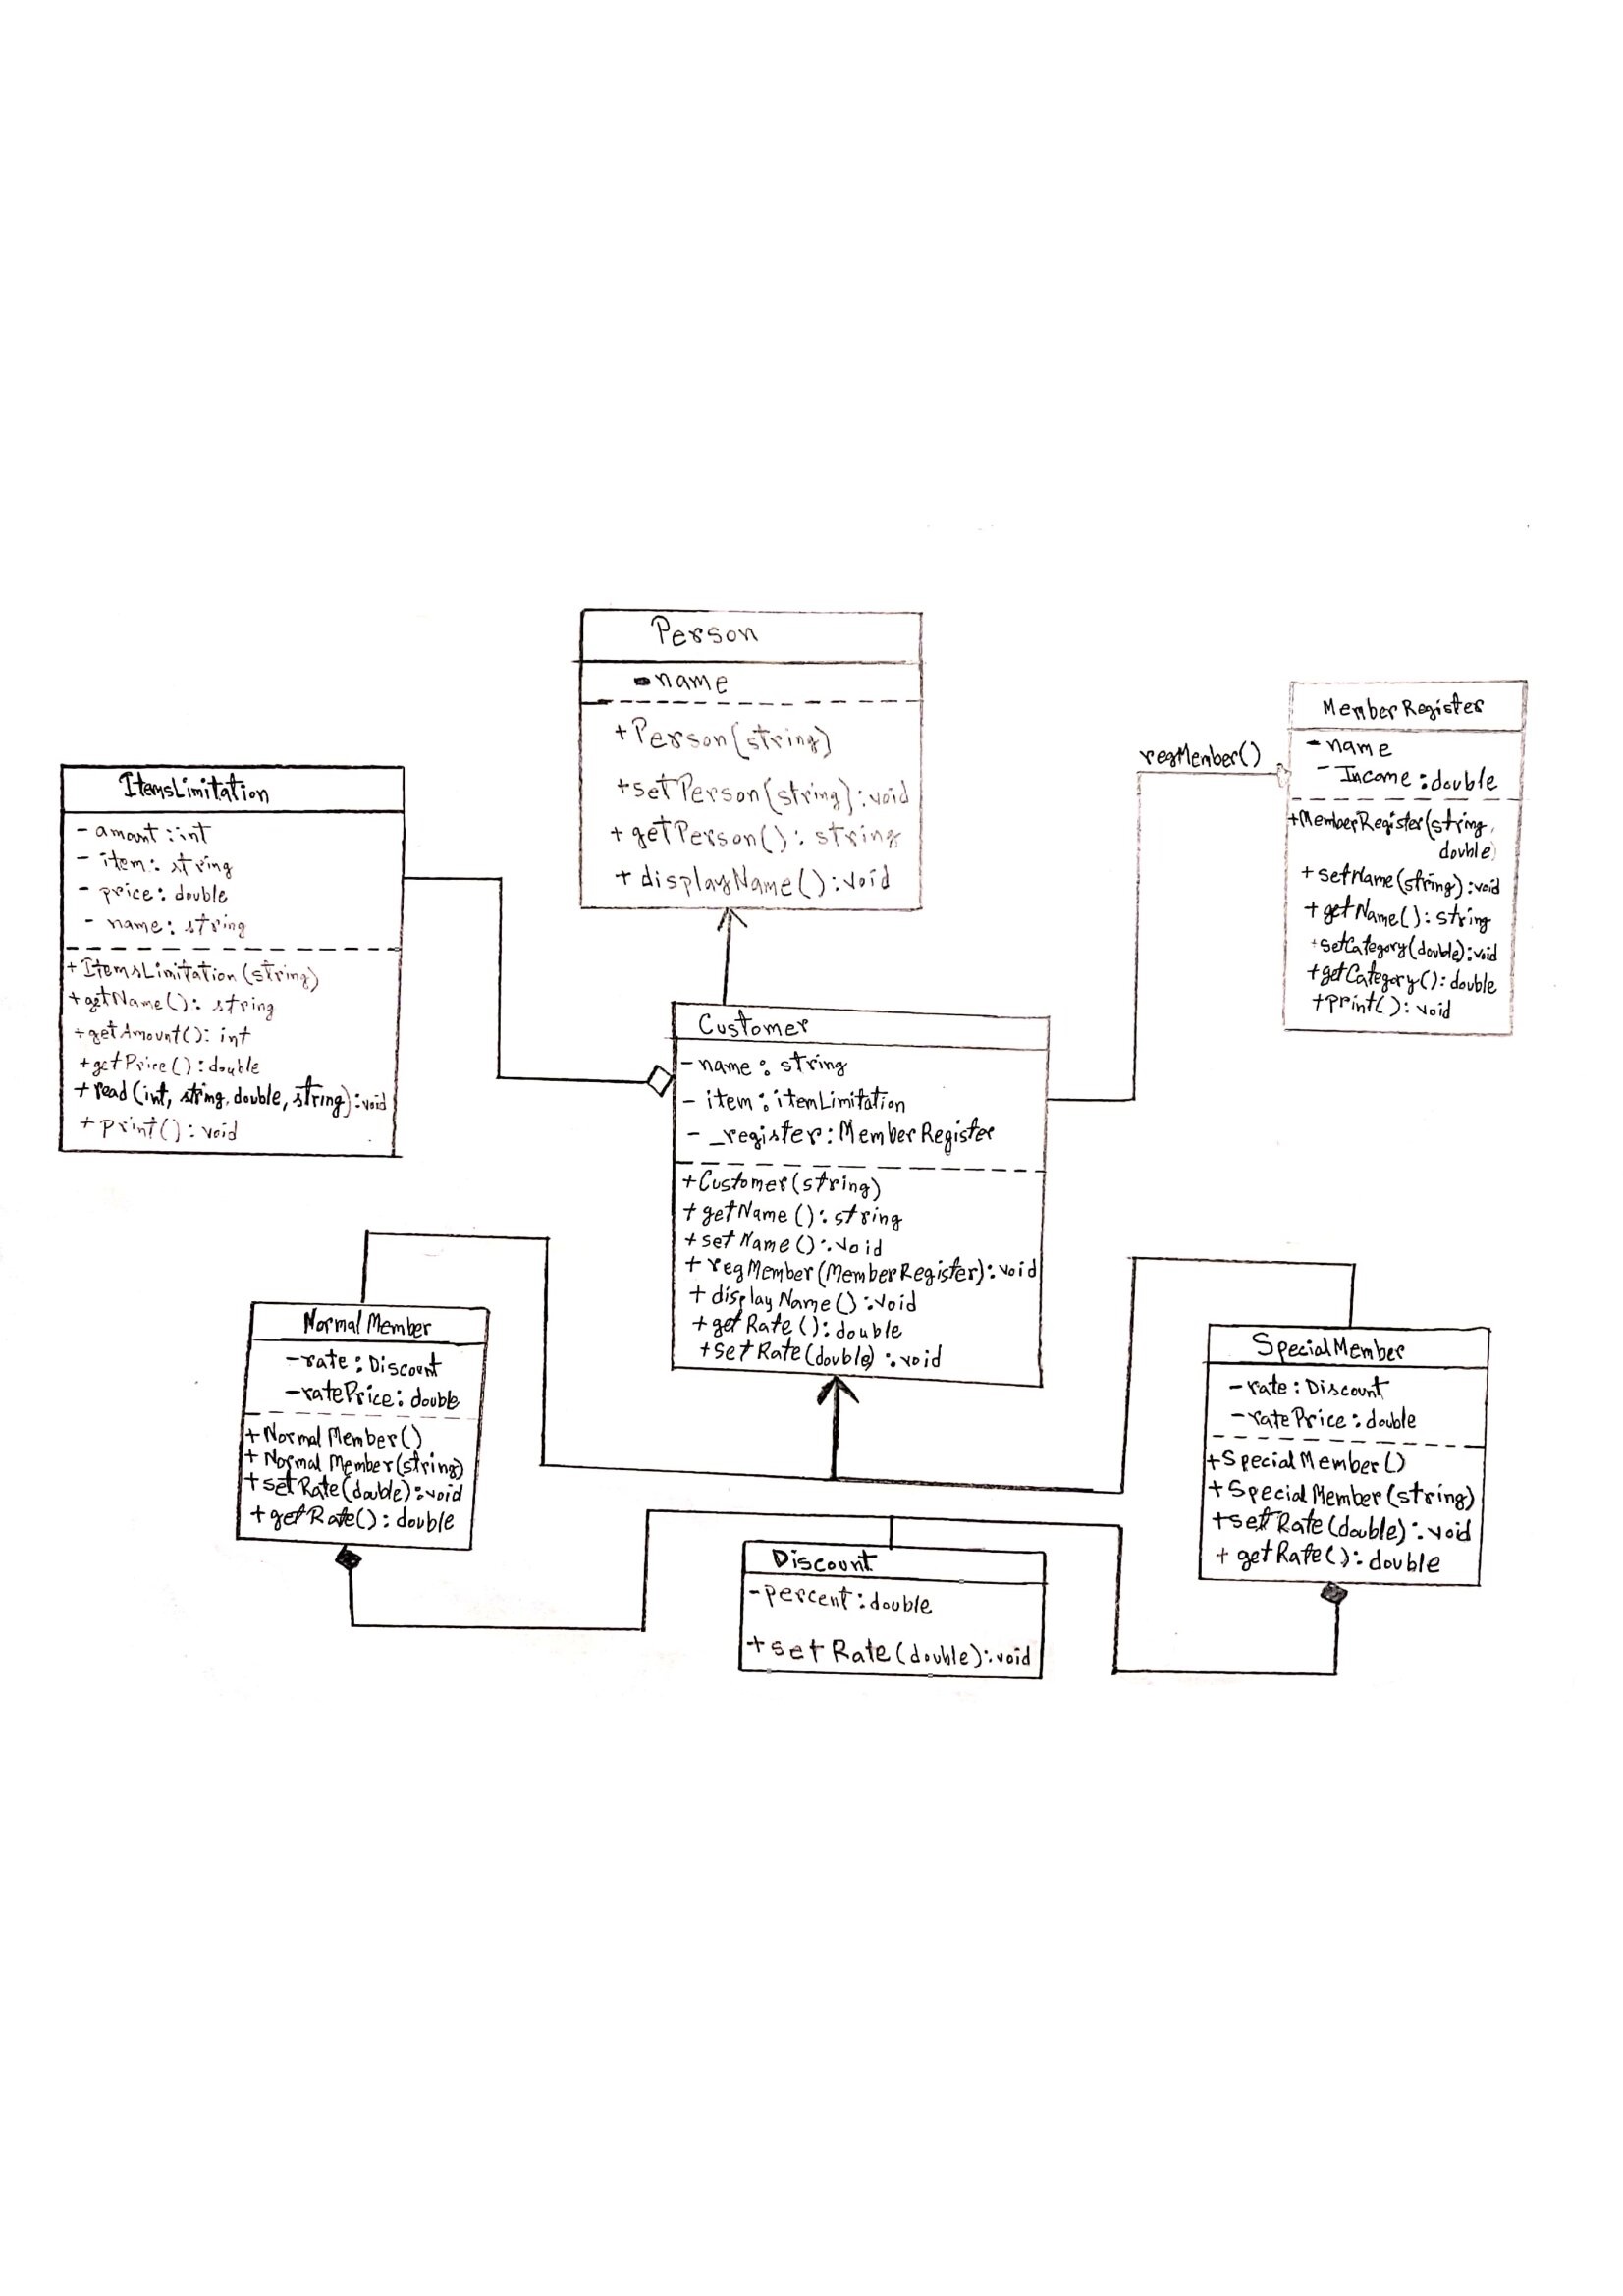 Person
-name
+Person(string)
+setPerson(string):void
+getPerson(): string
+displayName():void
MemberRegister
-name
-Income:double
+MemberRegister(string,
double)
+setName(string):void
+getName(): string
+setCategory(double):void
+getCategory(): double
+print(): void
regMember()
ItemsLimitation
- amount :int
- item: string
- price: double
- name: string
+ItemsLimitation(string)
+getName(): string
+getAmount(): int
+getPrice():double
+read(int, string, double, string):void
+print():void
Customer
-name: string
- item:itemLimitation
- _register:MemberRegister
+Customer(string)
+getName():string
+setName():void
+regMember(MemberRegister):void
+displayName():void
+getRate():double
+setRate(double):void
NormalMember
-rate:Discount
-ratePrice:double
+NormalMember()
+NormalMember(string)
+setRate(double):void
+getRate():double
SpecialMember
-rate:Discount
-ratePrice:double
+SpecialMember()
+SpecialMember(string)
+setRate(double):void
+getRate():double
Discount
-percent:double
+setRate(double):void